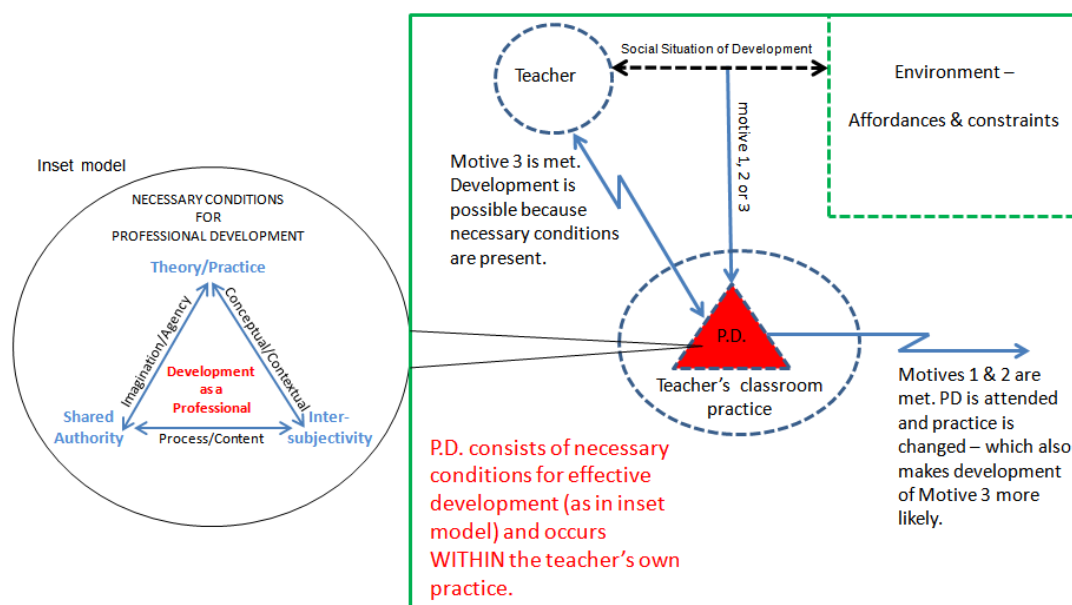 Inset model
NECESSARY CONDITIONS
FOR
PROFESSIONAL DEVELOPMENT
Theory/Practice
Imagination/Agency
Conceptual/Contextual
Development
as a
Professional
Shared
Authority
Inter-
subjectivity
Process/Content
Teacher
Social Situation of Development
Environment –
Affordances & constraints
motive 1, 2 or 3
Motive 3 is met.
Development is
possible because
necessary conditions
are present.
P.D.
Teacher’s classroom
practice
Motives 1 & 2 are
met. PD is attended
and practice is
changed – which also
makes development
of Motive 3 more
likely.
P.D. consists of necessary
conditions for effective
development (as in inset
model) and occurs
WITHIN the teacher’s own
practice.